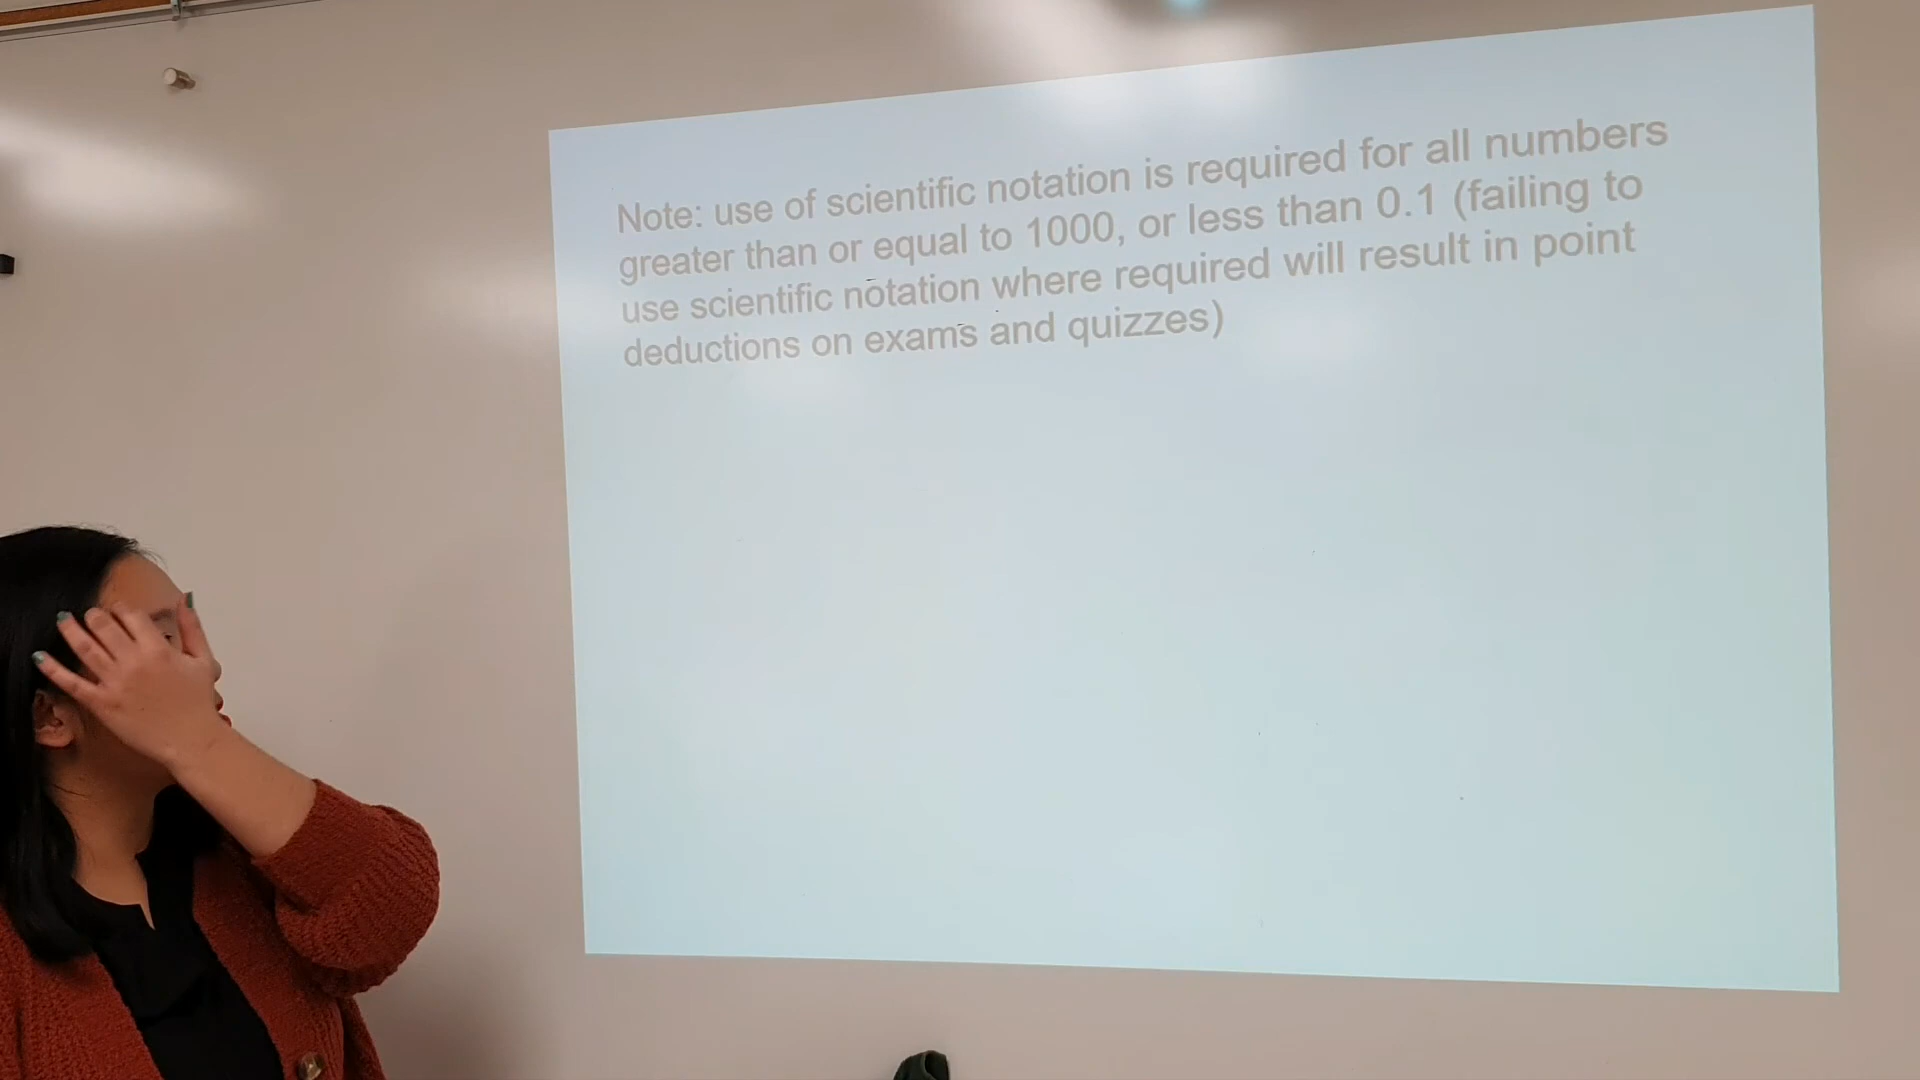 Note: use of scientific notation is required for all numbers
greater than or equal to 1000, or less than 0.1 (failing to
use scientific notation where required will result in point
deductions on exams and quizzes)